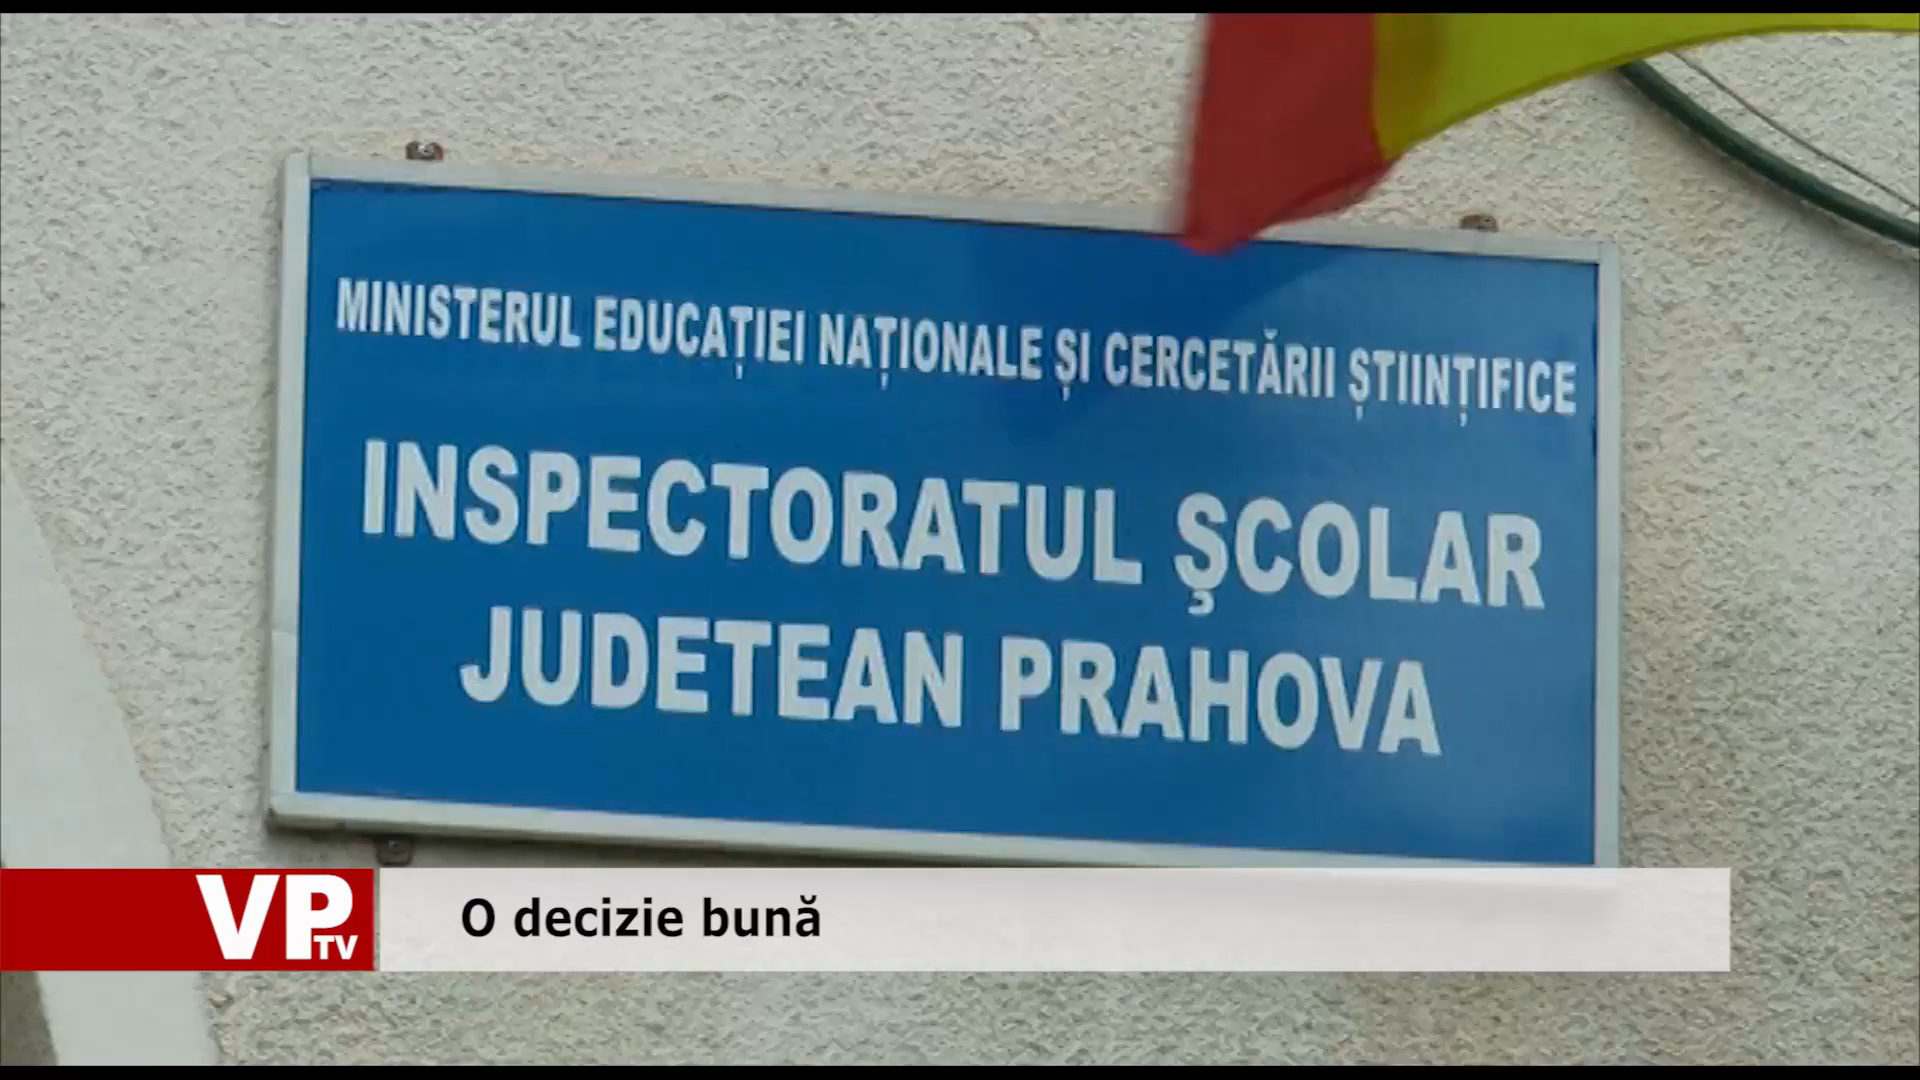 MINISTERUL EDUCAȚIEI NAȚIONALE ȘI CERCETĂRII ȘTIINȚIFICE
INSPECTORATUL ŞCOLAR
JUDETEAN PRAHOVA
VP TV
O decizie bună